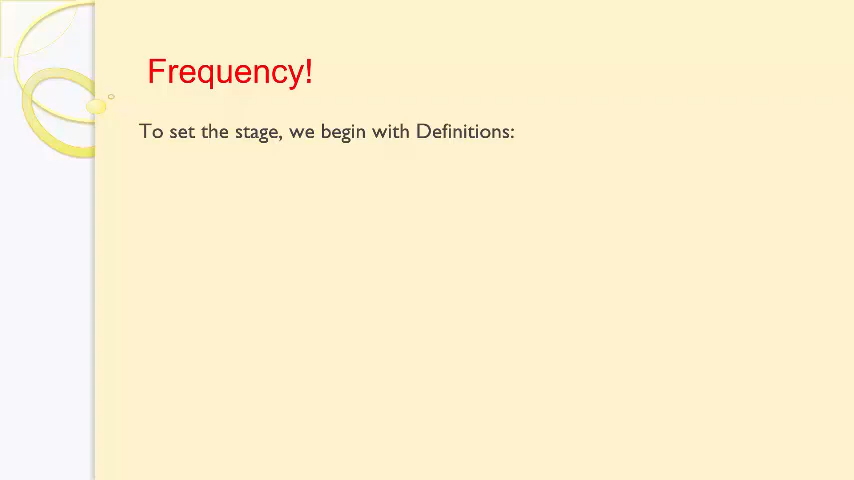 Frequency!
To set the stage, we begin with Definitions: